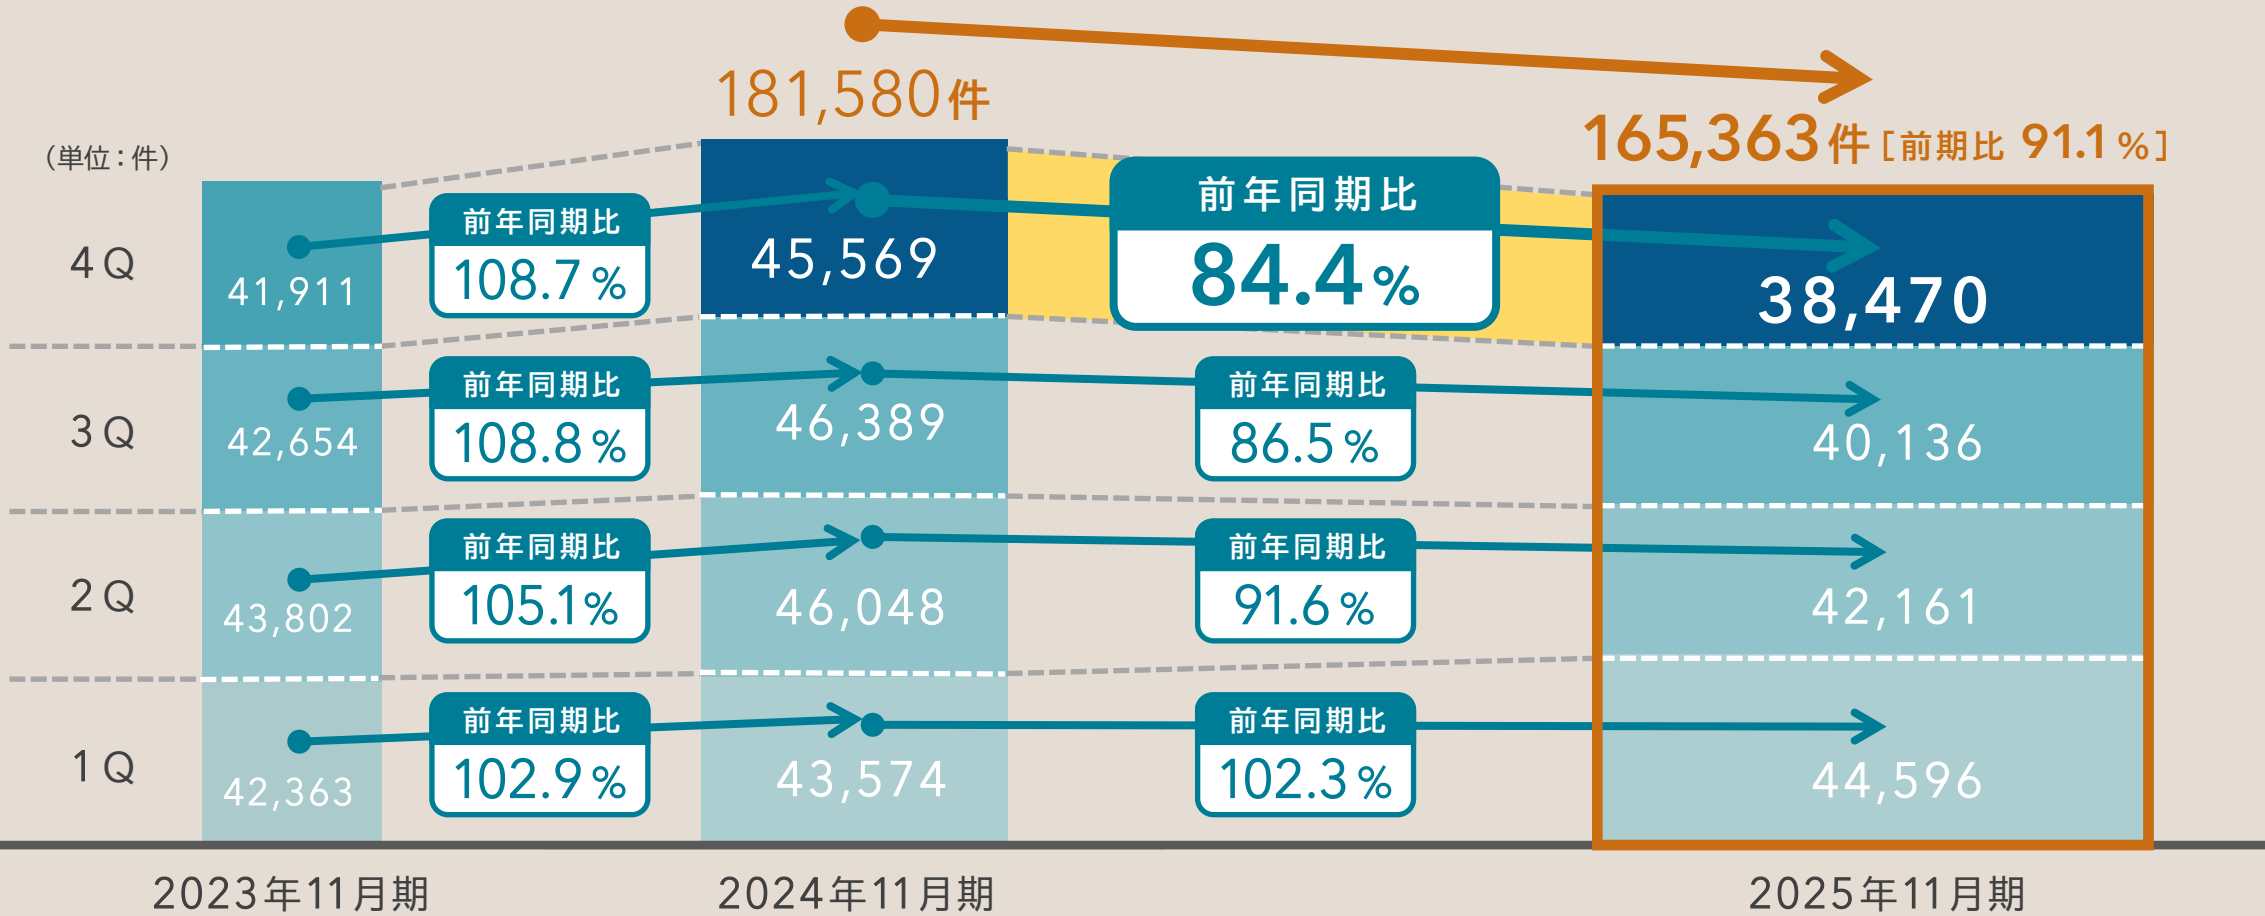 181,580件
165,363件［前期比 91.1％］
（単位：件）
4Q
41,911
前年同期比
108.7％
45,569
前年同期比
84.4％
38,470
3Q
42,654
前年同期比
108.8％
46,389
前年同期比
86.5％
40,136
2Q
43,802
前年同期比
105.1％
46,048
前年同期比
91.6％
42,161
1Q
42,363
前年同期比
102.9％
43,574
前年同期比
102.3％
44,596
2023年11月期
2024年11月期
2025年11月期